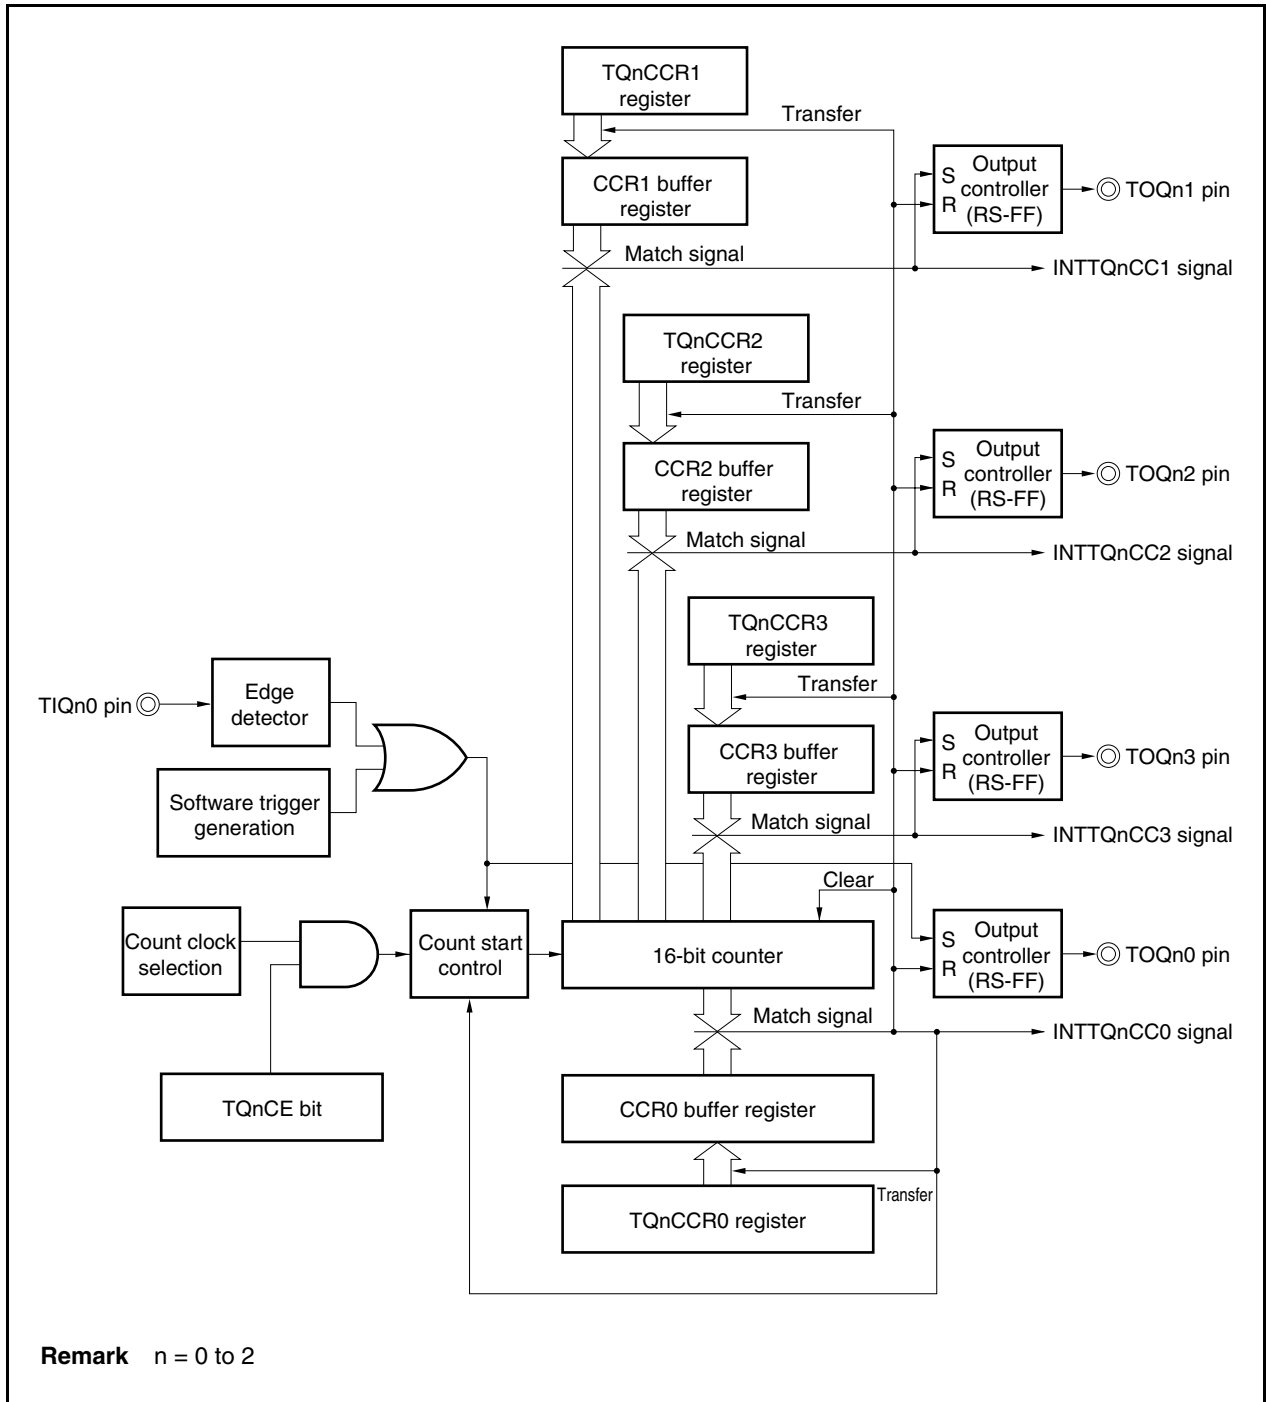 TQnCCR1
register
Transfer
CCR1 buffer
register
S
R
Output
controller
(RS-FF)
TOQn1 pin
Match signal
INTTQnCC1 signal
TQnCCR2
register
Transfer
CCR2 buffer
register
S
R
Output
controller
(RS-FF)
TOQn2 pin
Match signal
INTTQnCC2 signal
TQnCCR3
register
Transfer
TIQn0 pin
Edge
detector
CCR3 buffer
register
S
R
Output
controller
(RS-FF)
TOQn3 pin
Software trigger
generation
Match signal
INTTQnCC3 signal
Clear
Count clock
selection
Count start
control
16-bit counter
S
R
Output
controller
(RS-FF)
TOQn0 pin
Match signal
INTTQnCC0 signal
TQnCE bit
CCR0 buffer register
Transfer
TQnCCR0 register
Remark n = 0 to 2